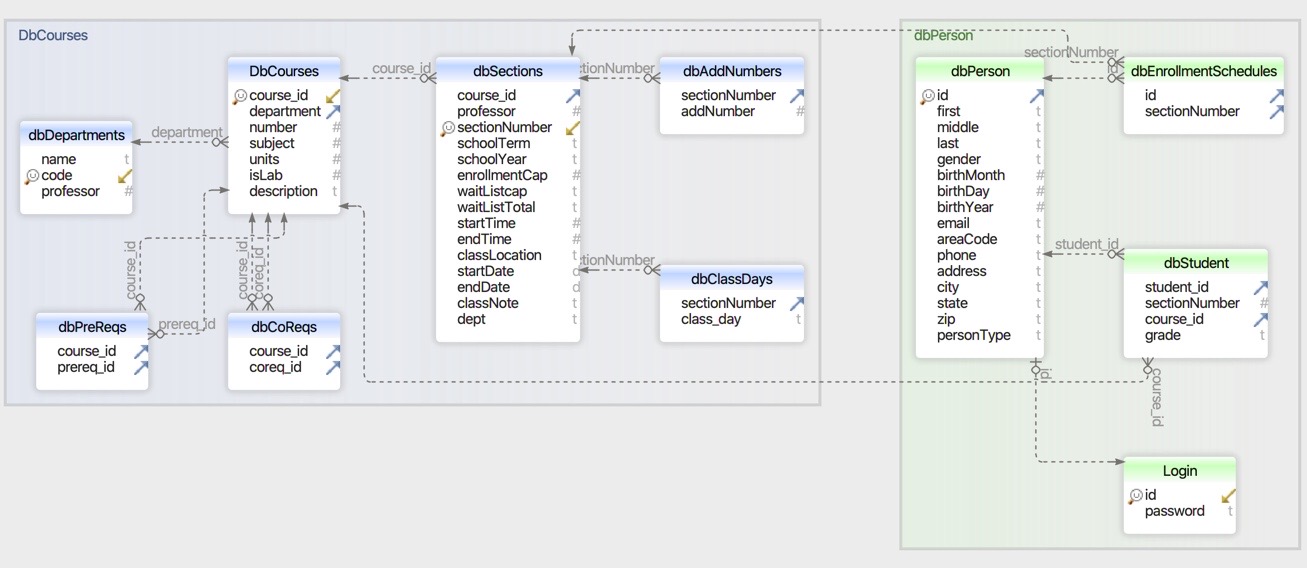 DbCourses
dbDepartments
name t
code
professor #
department
DbCourses
course_id
department
number #
subject #
units #
isLab #
description t
course_id
dbSections
course_id
professor #
sectionNumber
schoolTerm t
schoolYear t
enrollmentCap #
waitListcap t
waitListTotal t
startTime #
endTime #
classLocation t
startDate d
endDate d
classNote t
dept t
ctionNumber
dbAddNumbers
sectionNumber
addNumber #
ctionNumber
dbClassDays
sectionNumber
class_day t
course_id
dbPreReqs
course_id
prereq_id
prereq_id
course_id
coreq_id
dbCoReqs
course_id
coreq_id
dbPerson
dbPerson
id
first t
middle t
last t
gender t
birthMonth #
birthDay #
birthYear #
email t
areaCode t
phone t
address t
city t
state t
zip t
personType t
sectionNumber
id
dbEnrollmentSchedules
id
sectionNumber
student_id
dbStudent
student_id
sectionNumber #
course_id
grade t
id
course_id
Login
id
password t